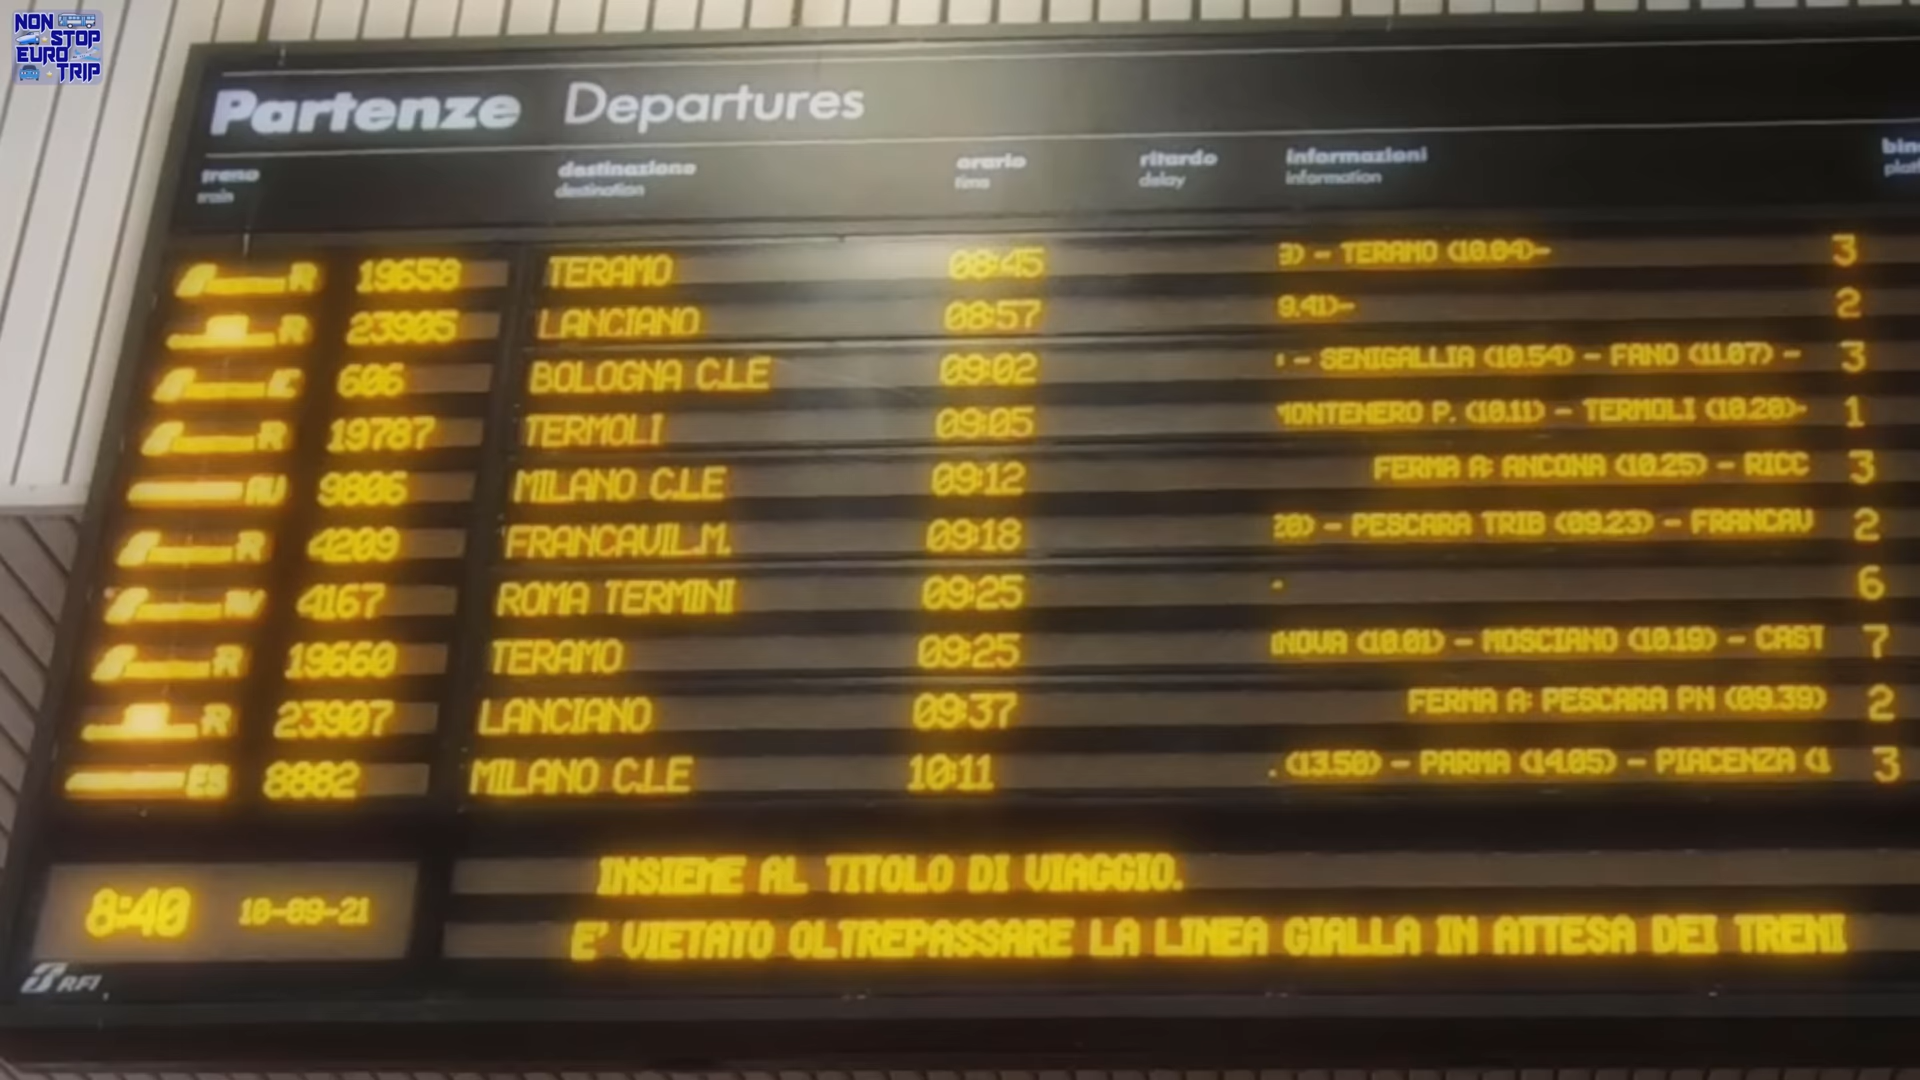 NON STOP EURO TRIP
Partenze Departures
treno destinazione orario ritardo informazioni
train destination time delay information
R 19658 TERAMO 08:45 - TERAMO (10.04)- 3
R 23905 LANCIANO 08:57 9.41)- 2
C 606 BOLOGNA C.LE 09:02 - SENIGALLIA (10.54) - FANO (11.07) - 3
R 19787 TERMOLI 09:05 MONTENERO P. (10.11) - TERMOLI (10.20)- 1
AV 9806 MILANO C.LE 09:12 FERMA A: ANCONA (10.25) - RICC 3
R 4209 FRANCAVIL.M. 09:18 20) - PESCARA TRIB (09.23) - FRANCAV 2
4167 ROMA TERMINI 09:25 - 6
R 19660 TERAMO 09:25 NOVA (10.01) - MOSCIANO (10.19) - CAST 7
R 23907 LANCIANO 09:37 FERMA A: PESCARA PN (09.39) 2
ES 8882 MILANO C.LE 10:11 . (13.50) - PARMA (14.05) - PIACENZA (1 3
INSIEME AL TITOLO DI VIAGGIO.
8:40 10-09-21
E' VIETATO OLTREPASSARE LA LINEA GIALLA IN ATTESA DEI TRENI
RFI